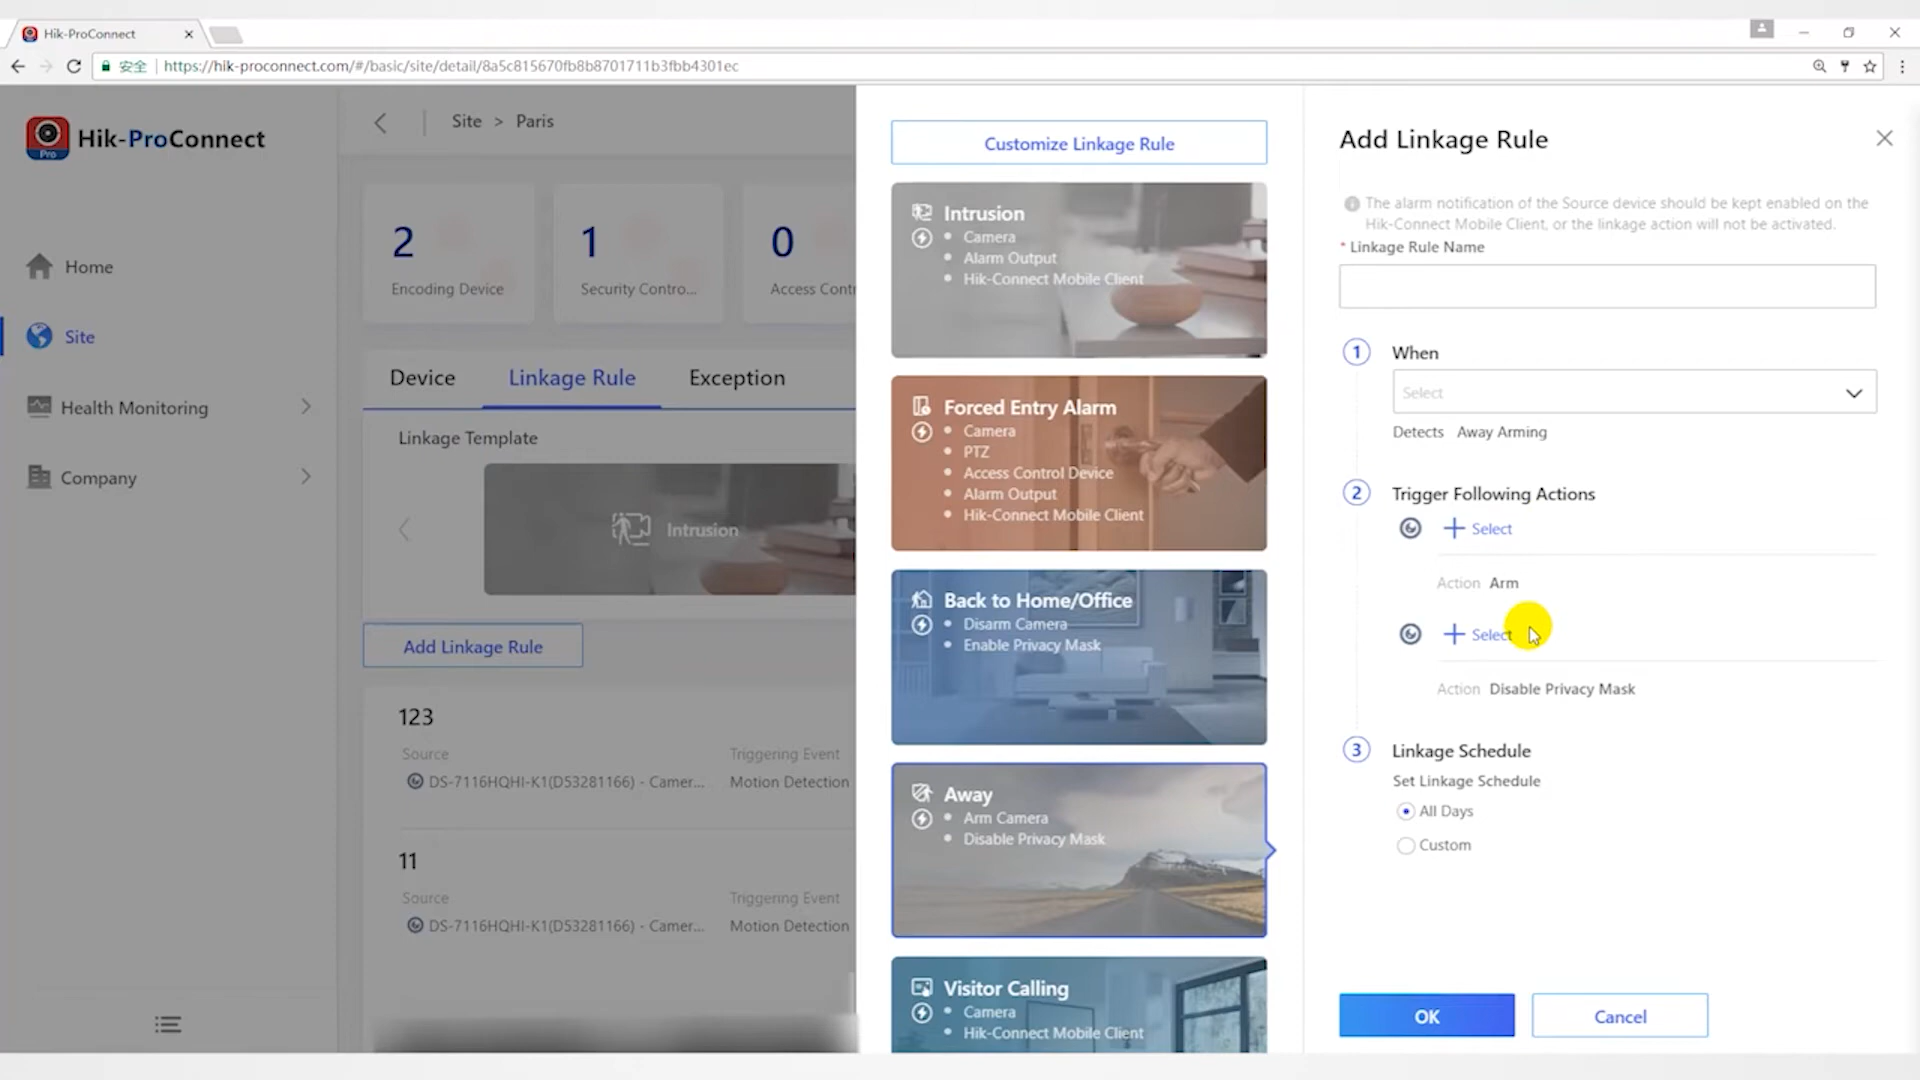 Hik-ProConnect
安全
https://hik-proconnect.com/#/basic/site/detail/8a5c815670fb8b8701711b3fbb4301ec
Pro
Hik-ProConnect
Home
Site
Health Monitoring
Company
Site > Paris
2
Encoding Device
1
Security Contro...
0
Access Contr
Device
Linkage Rule
Exception
Linkage Template
Intrusion
Add Linkage Rule
123
Source
Triggering Event
DS-7116HQHI-K1(D53281166) - Camer...
Motion Detection
11
Source
Triggering Event
DS-7116HQHI-K1(D53281166) - Camer...
Motion Detection
Customize Linkage Rule
Intrusion
Camera
Alarm Output
Hik-Connect Mobile Client
Forced Entry Alarm
Camera
PTZ
Access Control Device
Alarm Output
Hik-Connect Mobile Client
Back to Home/Office
Disarm Camera
Enable Privacy Mask
Away
Arm Camera
Disable Privacy Mask
Visitor Calling
Camera
Hik-Connect Mobile Client
Add Linkage Rule
The alarm notification of the Source device should be kept enabled on the
Hik-Connect Mobile Client, or the linkage action will not be activated.
* Linkage Rule Name
1 When
Select
Detects Away Arming
2 Trigger Following Actions
+ Select
Action Arm
+ Select
Action Disable Privacy Mask
3 Linkage Schedule
Set Linkage Schedule
All Days
Custom
OK
Cancel